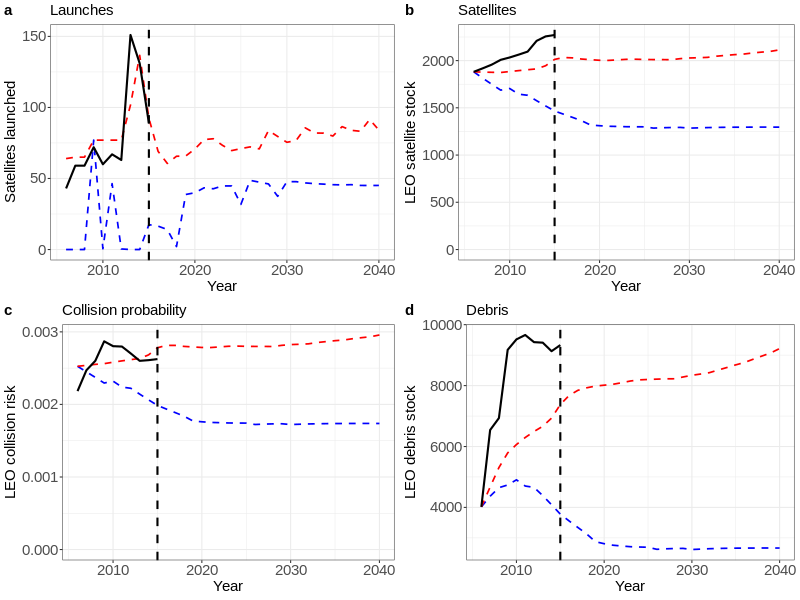 a Launches
Satellites launched
150
100
50
0
2010 2020 2030 2040
Year
b Satellites
LEO satellite stock
2000
1500
1000
500
0
2010 2020 2030 2040
Year
c Collision probability
LEO collision risk
0.003
0.002
0.001
0.000
2010 2020 2030 2040
Year
d Debris
LEO debris stock
10000
8000
6000
4000
2010 2020 2030 2040
Year